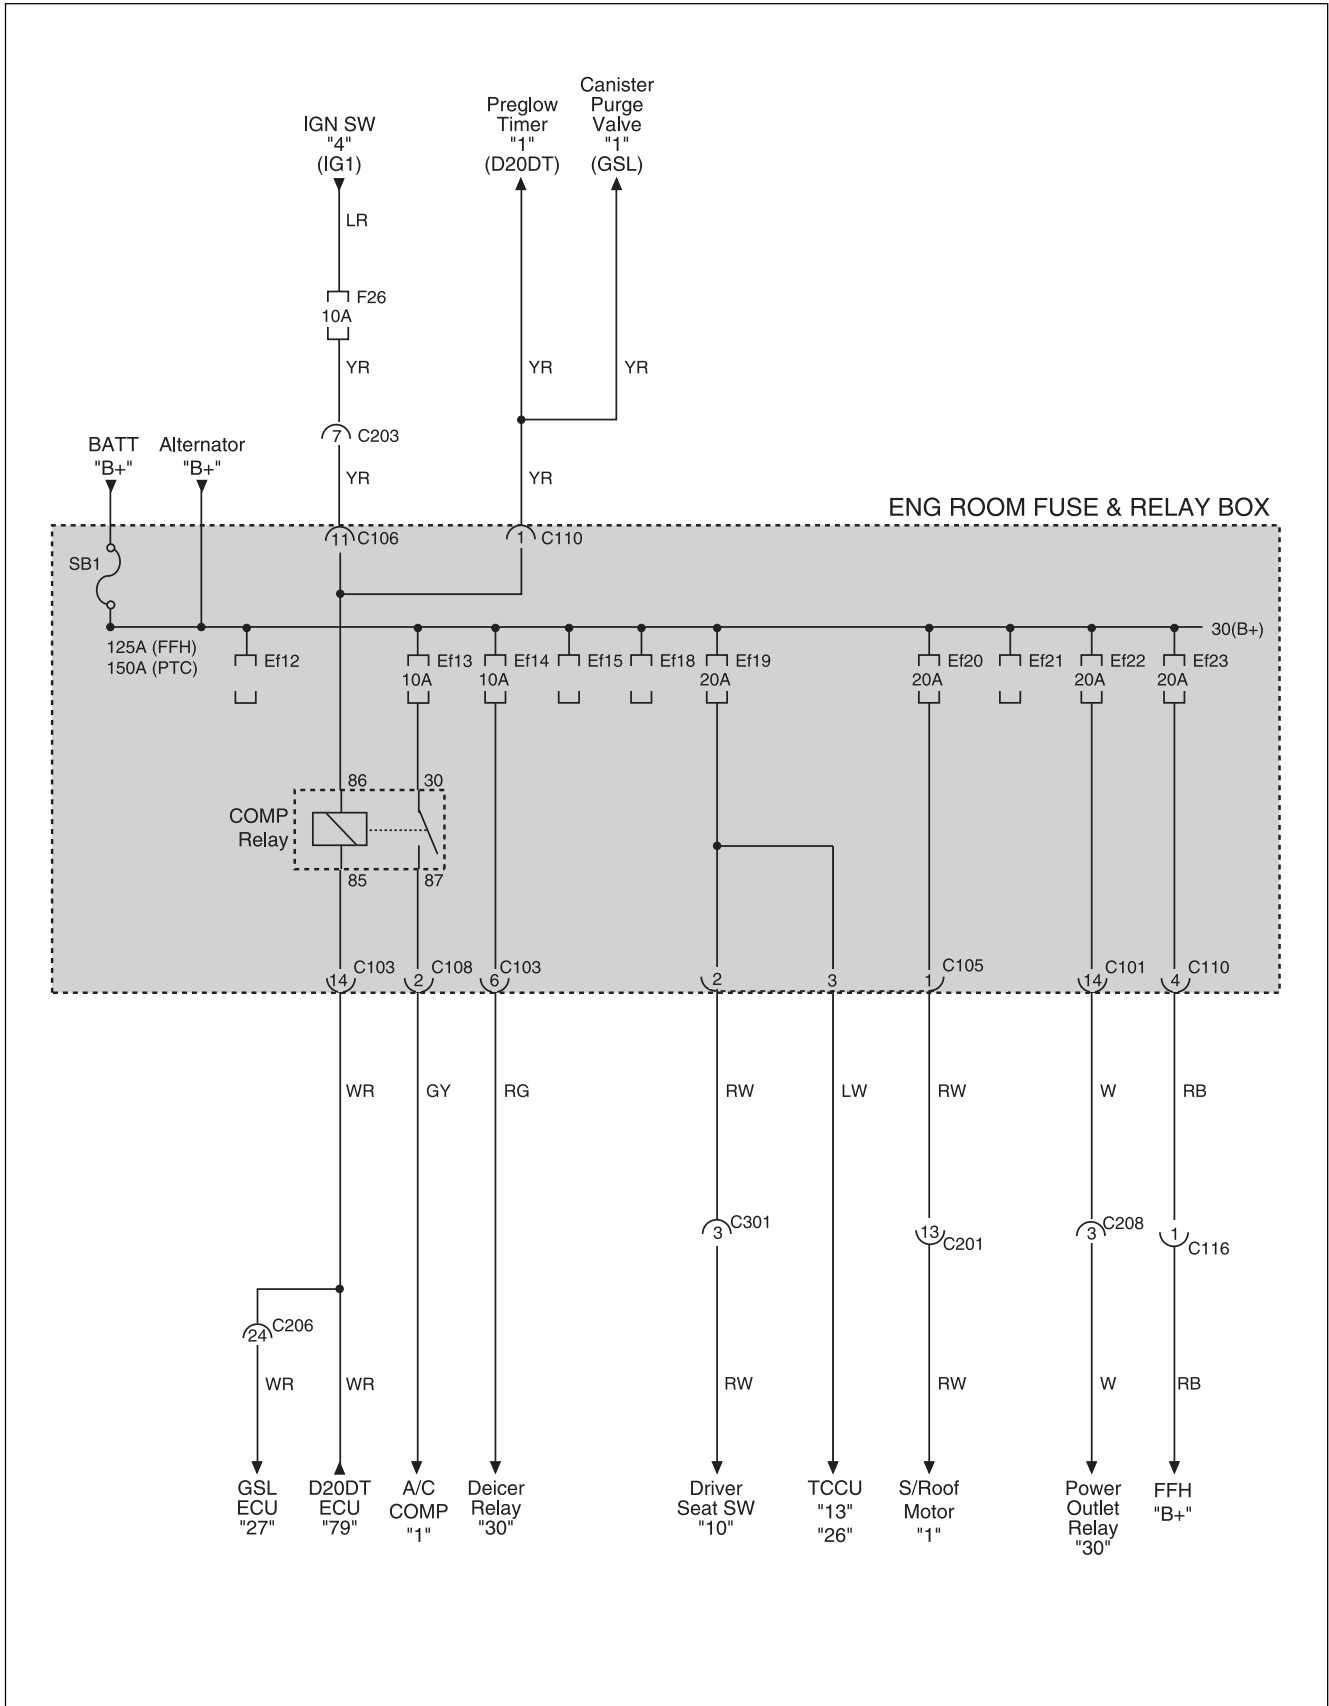 Canister
Purge
Valve
"1"
(GSL)
Preglow
Timer
"1"
(D20DT)
IGN SW
"4"
(IG1)
LR
F26
10A
YR
YR
YR
7
C203
BATT
"B+"
Alternator
"B+"
YR
YR
ENG ROOM FUSE & RELAY BOX
11
C106
1
C110
SB1
125A (FFH)
150A (PTC)
30(B+)
Ef12
Ef13
10A
Ef14
10A
Ef15
Ef18
Ef19
20A
Ef20
20A
Ef21
Ef22
20A
Ef23
20A
86
30
COMP
Relay
85
87
14
C103
2
C108
6
C103
2
3
1
C105
14
C101
4
C110
WR
GY
RG
RW
LW
RW
W
RB
3
C301
13
C201
3
C208
1
C116
24
C206
WR
WR
RW
RW
W
RB
GSL
ECU
"27"
D20DT
ECU
"79"
A/C
COMP
"1"
Deicer
Relay
"30"
Driver
Seat SW
"10"
TCCU
"13"
"26"
S/Roof
Motor
"1"
Power
Outlet
Relay
"30"
FFH
"B+"